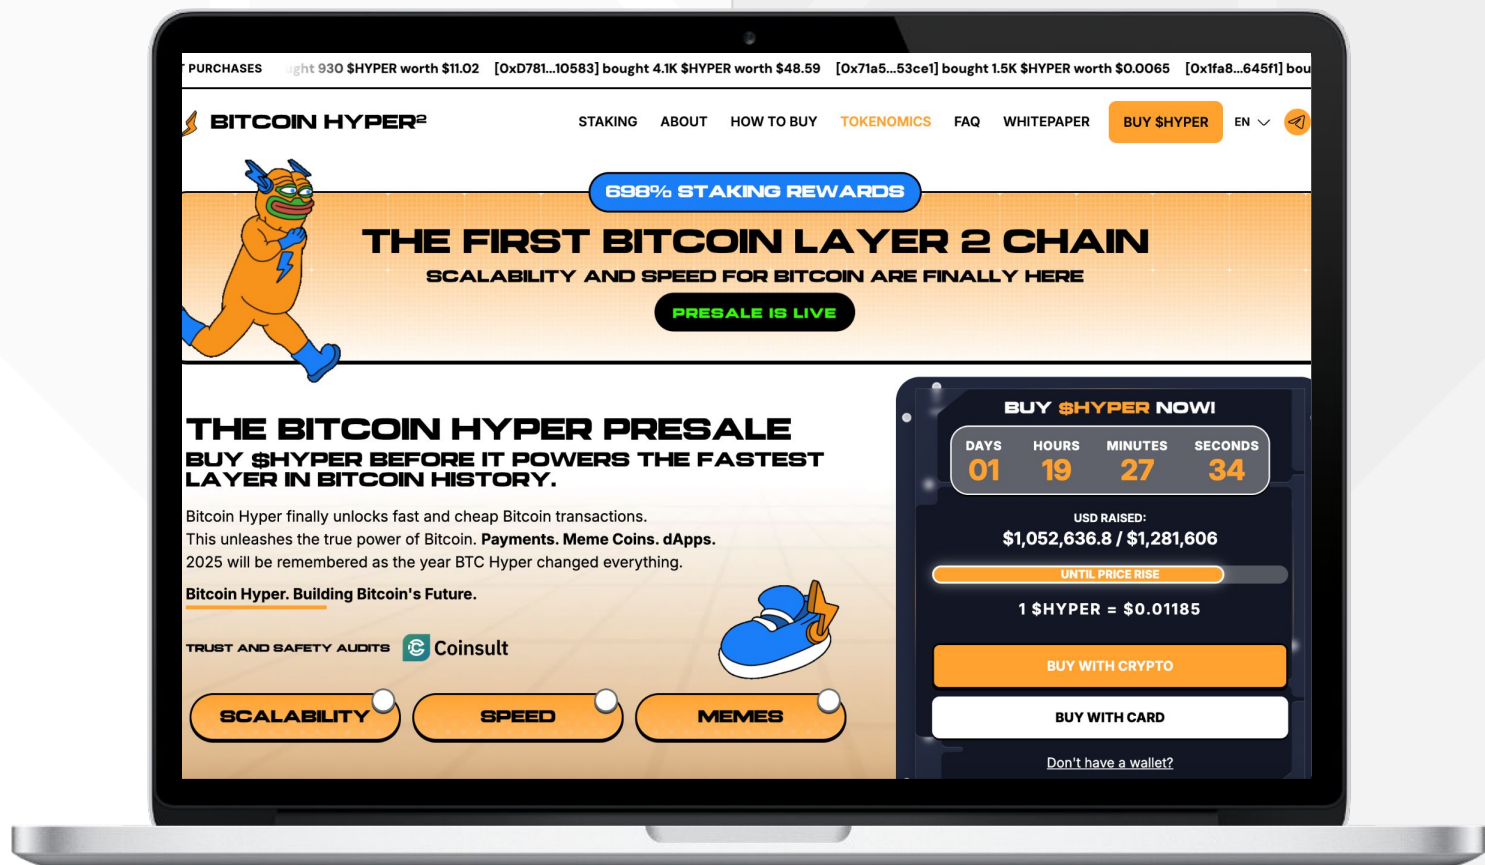 PURCHASES ght 930 $HYPER worth $11.02 [0xD781...10583] bought 4.1K $HYPER worth $48.59 [0x71a5...53ce1] bought 1.5K $HYPER worth $0.0065 [0x1fa8...645f1] bou
BITCOIN HYPER²
STAKING ABOUT HOW TO BUY TOKENOMICS FAQ WHITEPAPER BUY $HYPER EN
698% STAKING REWARDS
THE FIRST BITCOIN LAYER 2 CHAIN
SCALABILITY AND SPEED FOR BITCOIN ARE FINALLY HERE
PRESALE IS LIVE
THE BITCOIN HYPER PRESALE
BUY $HYPER BEFORE IT POWERS THE FASTEST
LAYER IN BITCOIN HISTORY.
Bitcoin Hyper finally unlocks fast and cheap Bitcoin transactions.
This unleashes the true power of Bitcoin. Payments. Meme Coins. dApps.
2025 will be remembered as the year BTC Hyper changed everything.
Bitcoin Hyper. Building Bitcoin's Future.
TRUST AND SAFETY AUDITS Coinsult
SCALABILITY SPEED MEMES
BUY $HYPER NOW!
DAYS HOURS MINUTES SECONDS
01 19 27 34
USD RAISED:
$1,052,636.8 / $1,281,606
UNTIL PRICE RISE
1 $HYPER = $0.01185
BUY WITH CRYPTO
BUY WITH CARD
Don't have a wallet?